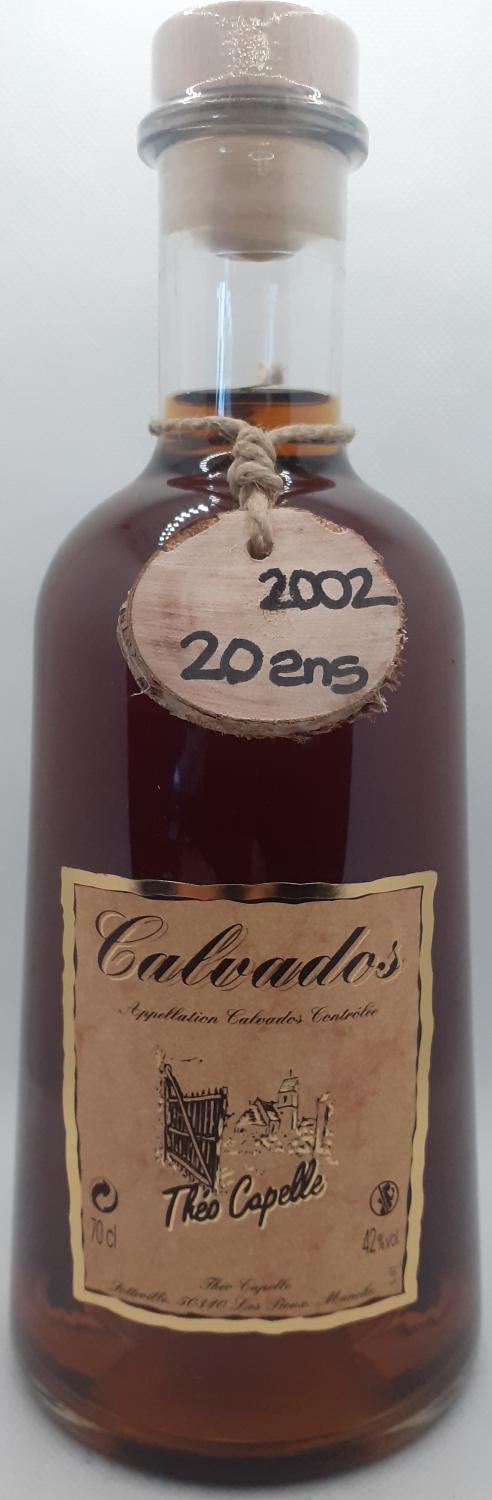 2002
20 ans
Calvados
Appellation Calvados Contrôlée
Théo Capelle
70 cl
42% vol
Théo Capelle
Sotteville, 50340 Les Pieux, Manche